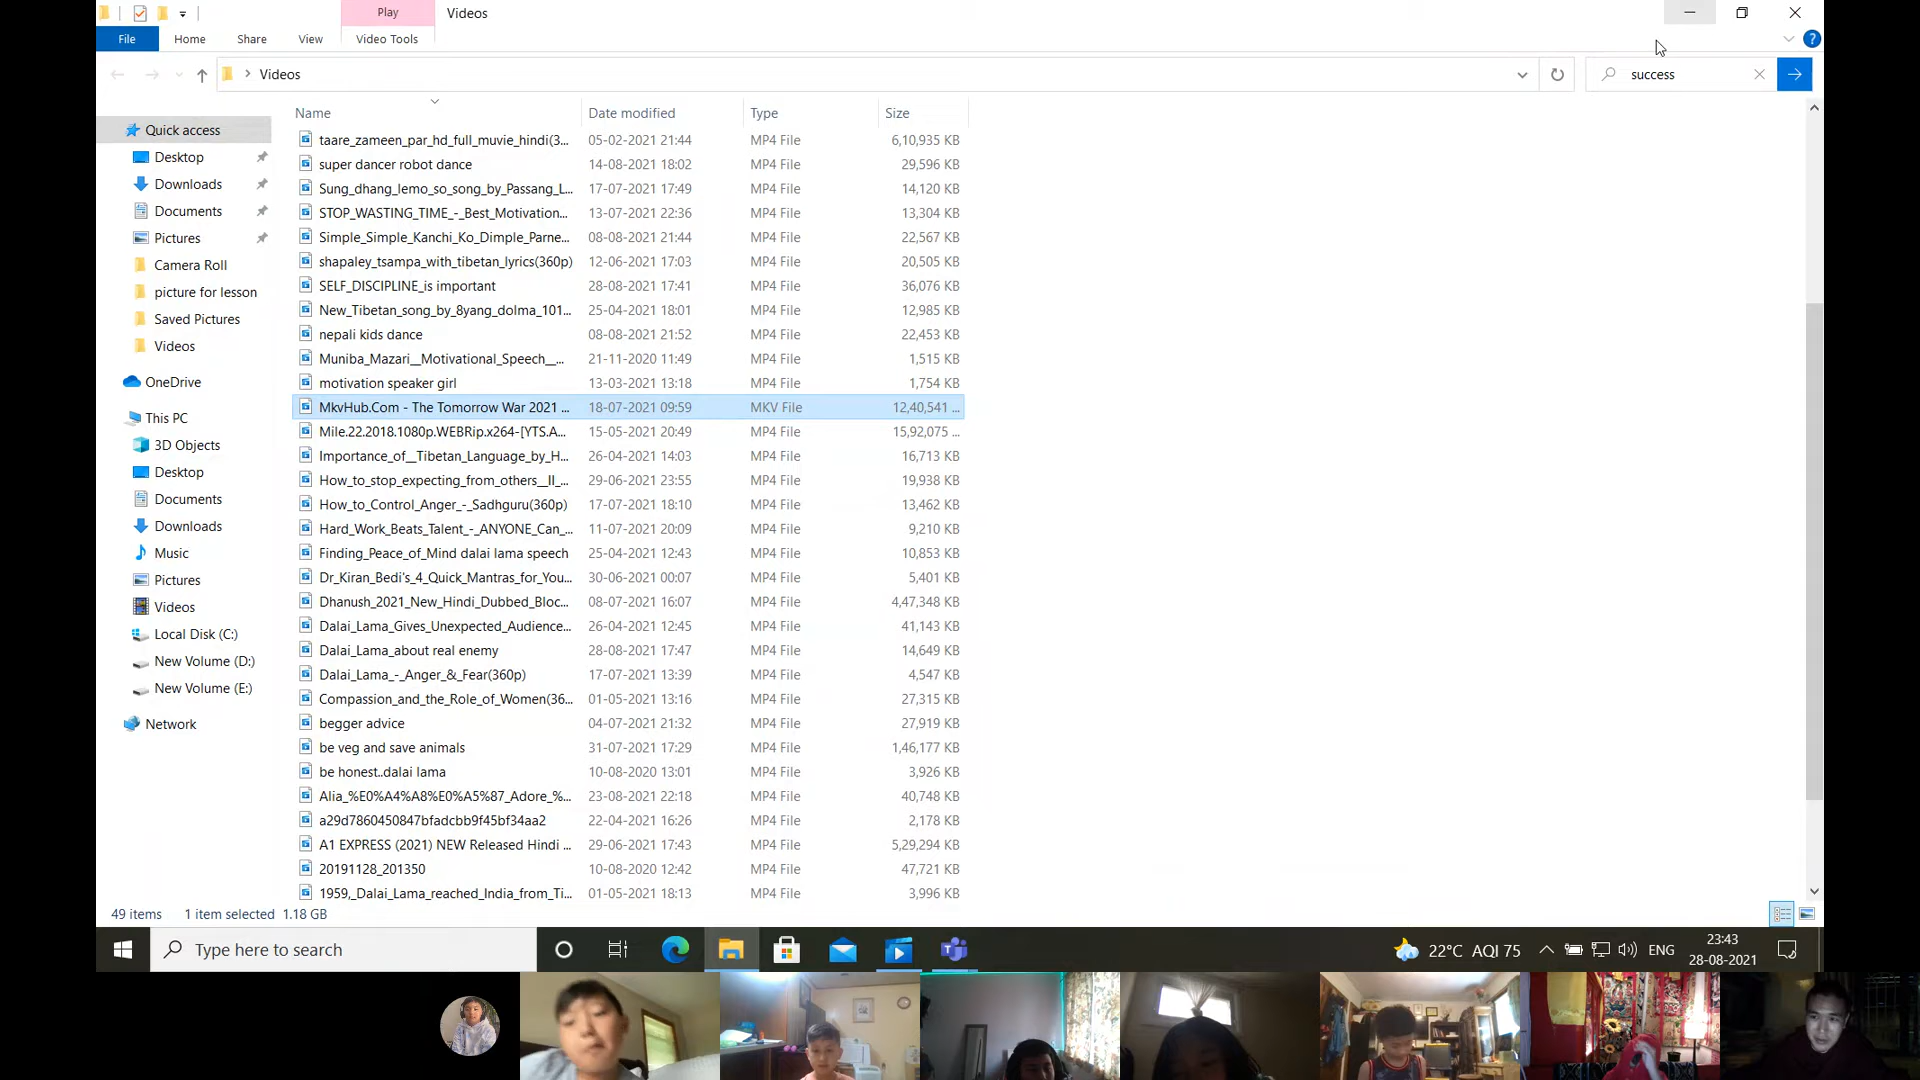 Play
Videos
File
Home
Share
View
Video Tools
?
Videos
success
Name
Date modified
Type
Size
Quick access
Desktop
Downloads
Documents
Pictures
Camera Roll
picture for lesson
Saved Pictures
Videos
OneDrive
This PC
3D Objects
Desktop
Documents
Downloads
Music
Pictures
Videos
Local Disk (C:)
New Volume (D:)
New Volume (E:)
Network
taare_zameen_par_hd_full_muvie_hindi(3... 05-02-2021 21:44 MP4 File 6,10,935 KB
super dancer robot dance 14-08-2021 18:02 MP4 File 29,596 KB
Sung_dhang_lemo_so_song_by_Passang_L... 17-07-2021 17:49 MP4 File 14,120 KB
STOP_WASTING_TIME_-_Best_Motivation... 13-07-2021 22:36 MP4 File 13,304 KB
Simple_Simple_Kanchi_Ko_Dimple_Parne... 08-08-2021 21:44 MP4 File 22,567 KB
shapaley_tsampa_with_tibetan_lyrics(360p) 12-06-2021 17:03 MP4 File 20,505 KB
SELF_DISCIPLINE_is important 28-08-2021 17:41 MP4 File 36,076 KB
New_Tibetan_song_by_8yang_dolma_101... 25-04-2021 18:01 MP4 File 12,985 KB
nepali kids dance 08-08-2021 21:52 MP4 File 22,453 KB
Muniba_Mazari__Motivational_Speech__... 21-11-2020 11:49 MP4 File 1,515 KB
motivation speaker girl 13-03-2021 13:18 MP4 File 1,754 KB
MkvHub.Com - The Tomorrow War 2021 ... 18-07-2021 09:59 MKV File 12,40,541 ...
Mile.22.2018.1080p.WEBRip.x264-[YTS.A... 15-05-2021 20:49 MP4 File 15,92,075 ...
Importance_of__Tibetan_Language_by_H... 26-04-2021 14:03 MP4 File 16,713 KB
How_to_stop_expecting_from_others__II_... 29-06-2021 23:55 MP4 File 19,938 KB
How_to_Control_Anger_-_Sadhguru(360p) 17-07-2021 18:10 MP4 File 13,462 KB
Hard_Work_Beats_Talent_-_ANYONE_Can_... 11-07-2021 20:09 MP4 File 9,210 KB
Finding_Peace_of_Mind dalai lama speech 25-04-2021 12:43 MP4 File 10,853 KB
Dr_Kiran_Bedi's_4_Quick_Mantras_for_You... 30-06-2021 00:07 MP4 File 5,401 KB
Dhanush_2021_New_Hindi_Dubbed_Bloc... 08-07-2021 16:07 MP4 File 4,47,348 KB
Dalai_Lama_Gives_Unexpected_Audience... 26-04-2021 12:45 MP4 File 41,143 KB
Dalai_Lama_about real enemy 28-08-2021 17:47 MP4 File 14,649 KB
Dalai_Lama_-_Anger_&_Fear(360p) 17-07-2021 13:39 MP4 File 4,547 KB
Compassion_and_the_Role_of_Women(36... 01-05-2021 13:16 MP4 File 27,315 KB
begger advice 04-07-2021 21:32 MP4 File 27,919 KB
be veg and save animals 31-07-2021 17:29 MP4 File 1,46,177 KB
be honest..dalai lama 10-08-2020 13:01 MP4 File 3,926 KB
Alia_%E0%A4%A8%E0%A5%87_Adore_%... 23-08-2021 22:18 MP4 File 40,748 KB
a29d7860450847bfadcbb9f45bf34aa2 22-04-2021 16:26 MP4 File 2,178 KB
A1 EXPRESS (2021) NEW Released Hindi ... 29-06-2021 17:43 MP4 File 5,29,294 KB
20191128_201350 10-08-2020 12:42 MP4 File 47,721 KB
1959,_Dalai_Lama_reached_India_from_Ti... 01-05-2021 18:13 MP4 File 3,996 KB
49 items 1 item selected 1.18 GB
Type here to search
22°C AQI 75
ENG
23:43
28-08-2021